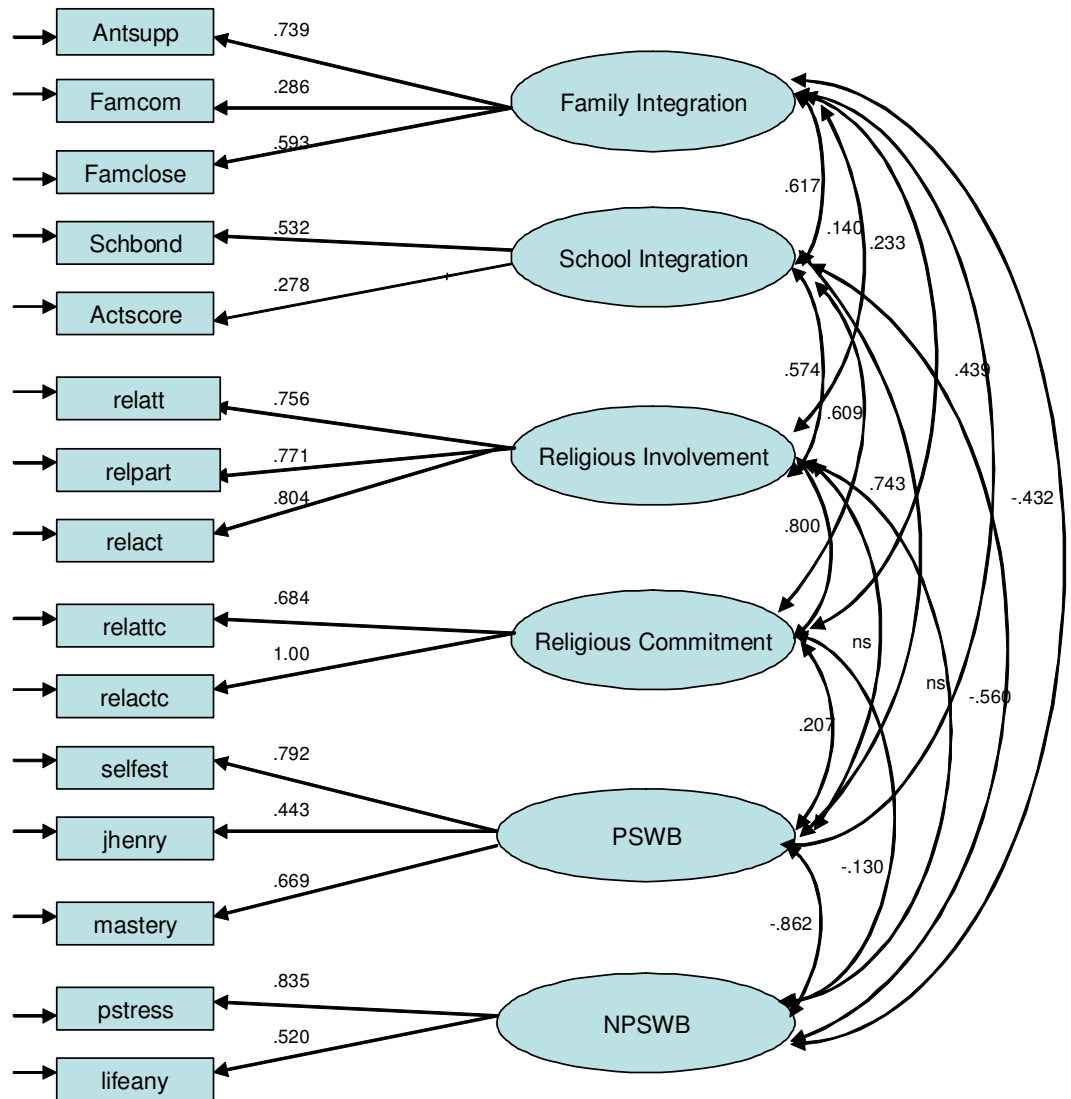 Antsupp
.739
Famcom
.286
Family Integration
Famclose
.593
.617
Schbond
.532
School Integration
.140
.233
Actscore
.278
relatt
.756
.574
.439
.609
relpart
.771
Religious Involvement
.743
-.432
relact
.804
.800
relattc
.684
Religious Commitment
ns
relactc
1.00
ns
-.560
.207
selfest
.792
jhenry
.443
PSWB
-.130
mastery
.669
-.862
pstress
.835
NPSWB
lifeany
.520